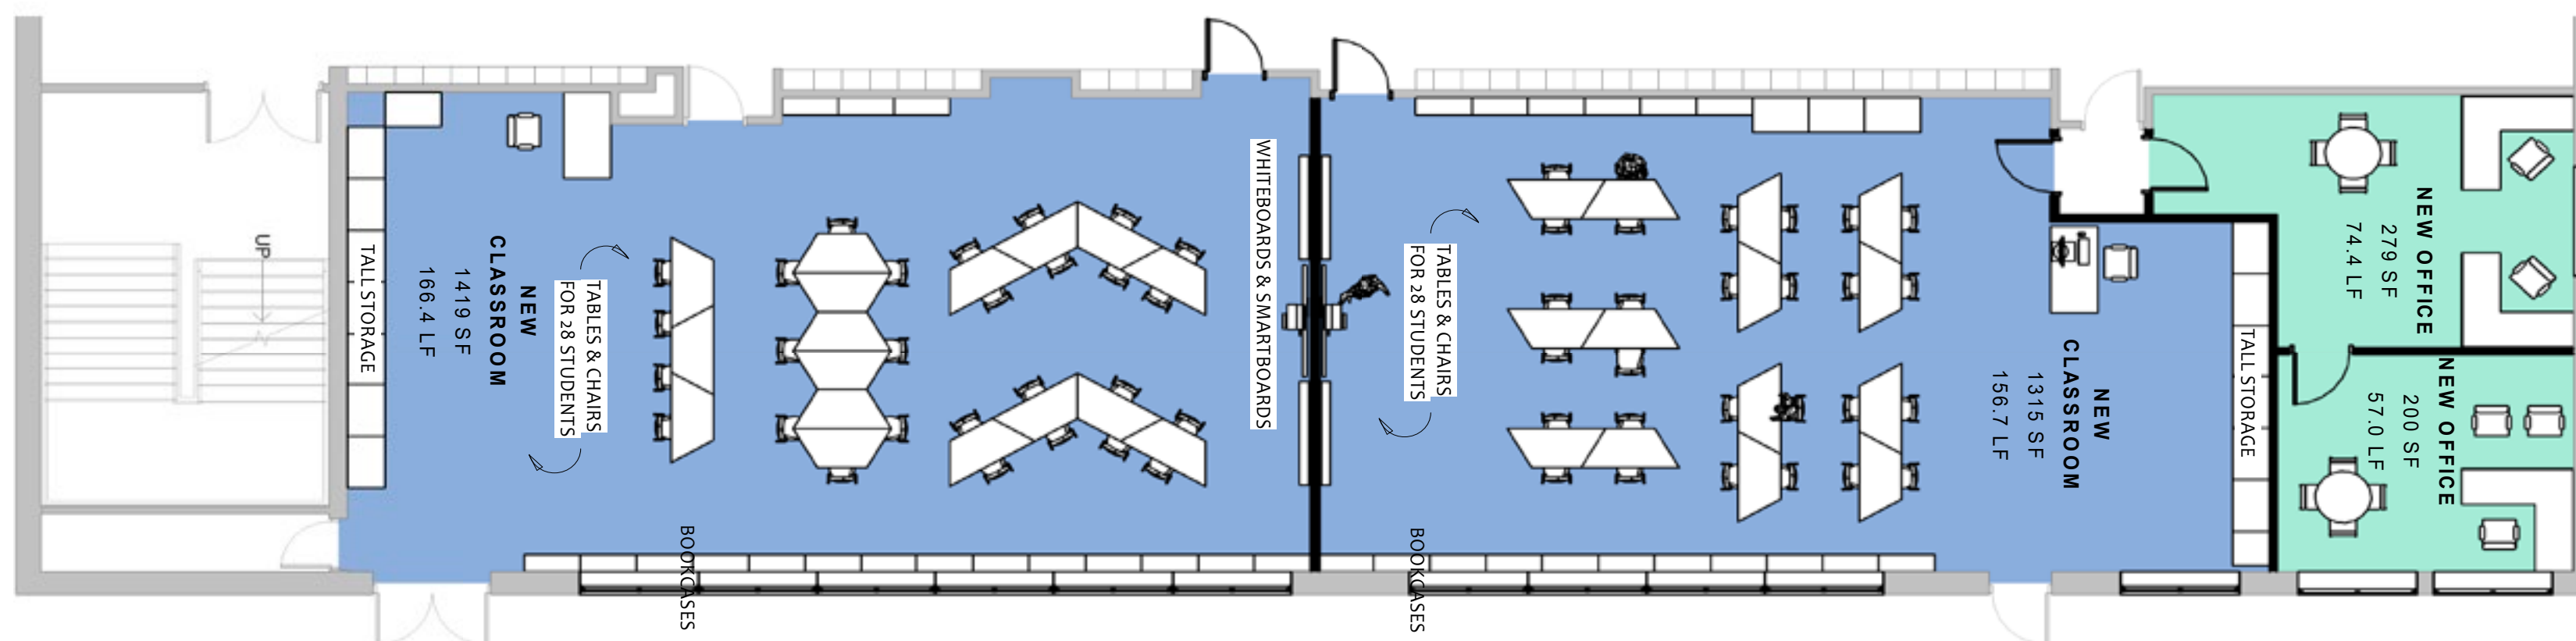 UP
TALL STORAGE
NEW
CLASSROOM
1419 SF
166.4 LF
TABLES & CHAIRS
FOR 28 STUDENTS
BOOKCASES
WHITEBOARDS & SMARTBOARDS
TABLES & CHAIRS
FOR 28 STUDENTS
BOOKCASES
NEW
CLASSROOM
1315 SF
156.7 LF
TALL STORAGE
NEW OFFICE
279 SF
74.4 LF
NEW OFFICE
200 SF
57.0 LF